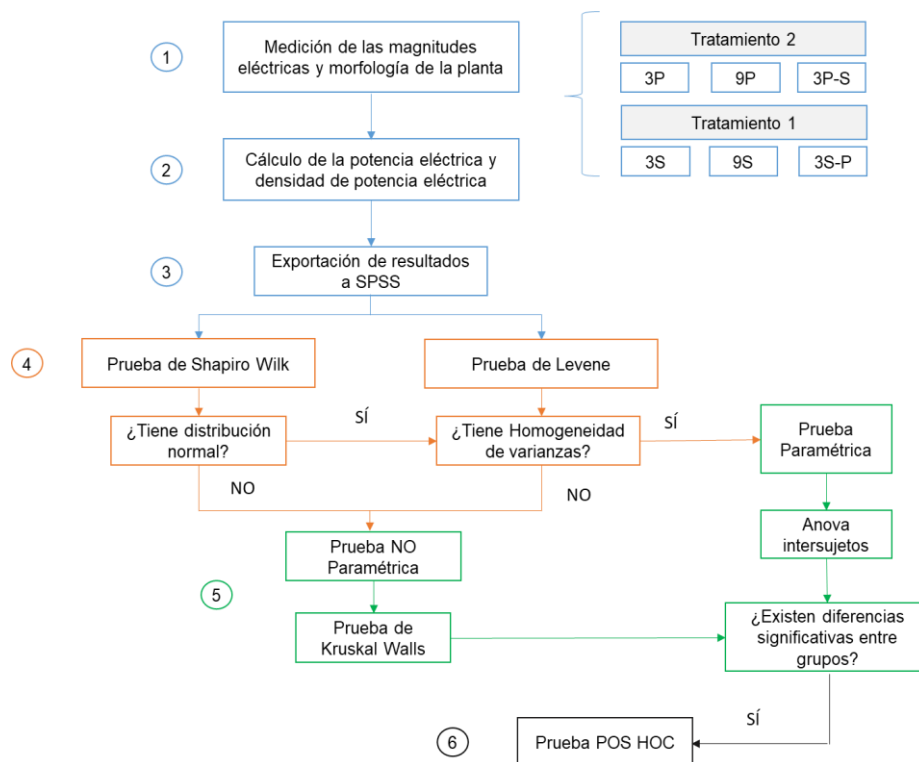 1
Medición de las magnitudes
eléctricas y morfología de la planta
Tratamiento 2
3P
9P
3P-S
Tratamiento 1
3S
9S
3S-P
2
Cálculo de la potencia eléctrica y
densidad de potencia eléctrica
3
Exportación de resultados
a SPSS
4
Prueba de Shapiro Wilk
Prueba de Levene
¿Tiene distribución
normal?
SÍ
¿Tiene Homogeneidad
de varianzas?
SÍ
Prueba
Paramétrica
NO
NO
Anova
intersujetos
Prueba NO
Paramétrica
5
Prueba de
Kruskal Walls
¿Existen diferencias
significativas entre
grupos?
SÍ
6
Prueba POS HOC